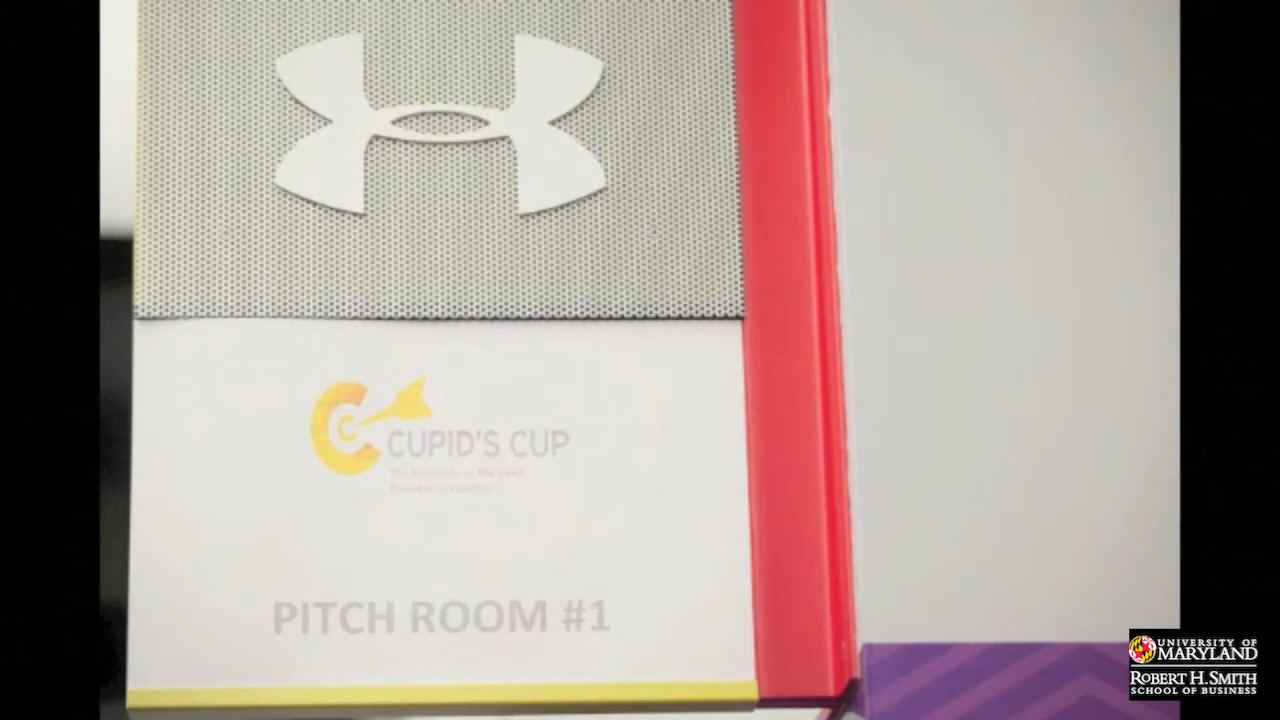 CUPID'S CUP
PITCH ROOM #1
UNIVERSITY OF
MARYLAND
ROBERT H. SMITH
SCHOOL OF BUSINESS